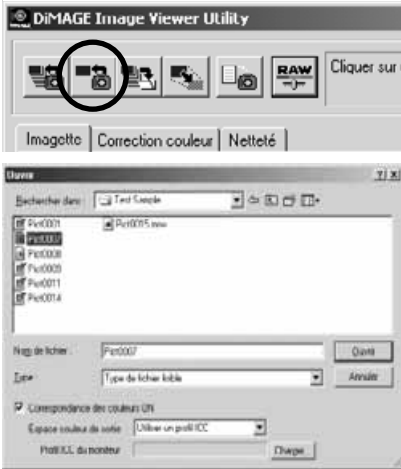 DiMAGE Image Viewer Utility
RAW
Cliquer sur
Imagette Correction couleur Netteté
Ouvrir
Rechercher dans: Test Sample
Pict0001 Pict0015.mrw
Pict0007
Pict0008
Pict0009
Pict0011
Pict0014
Nom de fichier: Pict0007 Ouvrir
Type: Type de fichier lisible Annuler
Correspondance des couleurs ON
Espace couleur de sortie Utiliser un profil ICC
Profil ICC du moniteur Charger